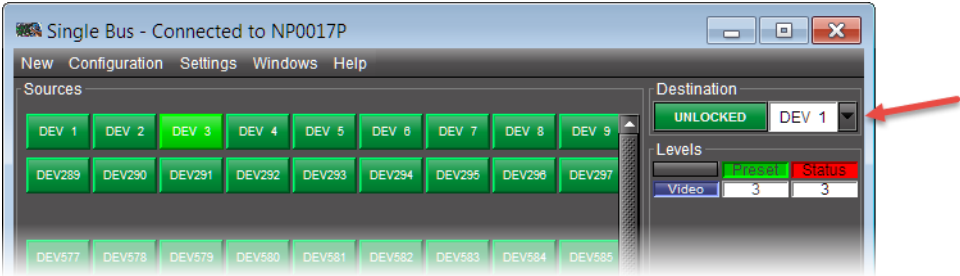 Single Bus - Connected to NP0017P
New Configuration Settings Windows Help
Sources
DEV 1 DEV 2 DEV 3 DEV 4 DEV 5 DEV 6 DEV 7 DEV 8 DEV 9
DEV289 DEV290 DEV291 DEV292 DEV293 DEV294 DEV295 DEV296 DEV297
DEV577 DEV578 DEV579 DEV580 DEV581 DEV582 DEV583 DEV584 DEV585
Destination
UNLOCKED DEV 1
Levels
Preset Status
Video 3 3